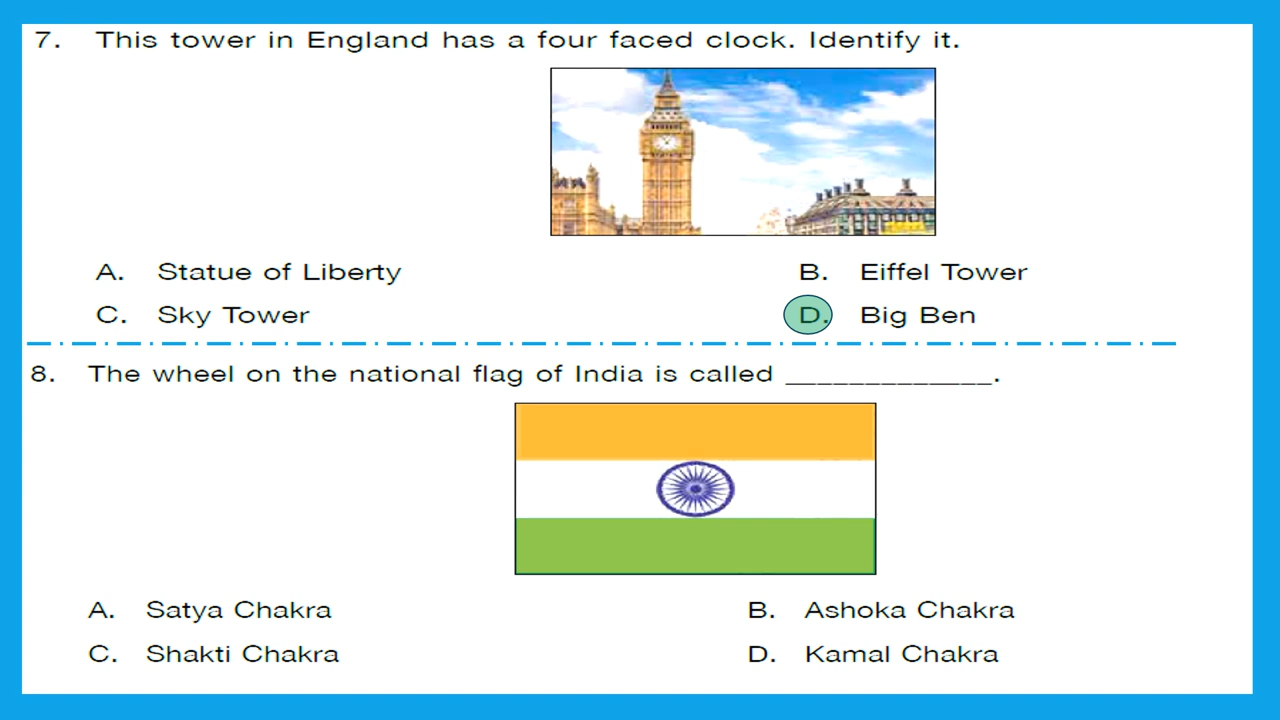 7. This tower in England has a four faced clock. Identify it.
A. Statue of Liberty B. Eiffel Tower
C. Sky Tower D. Big Ben
8. The wheel on the national flag of India is called _____________.
A. Satya Chakra B. Ashoka Chakra
C. Shakti Chakra D. Kamal Chakra